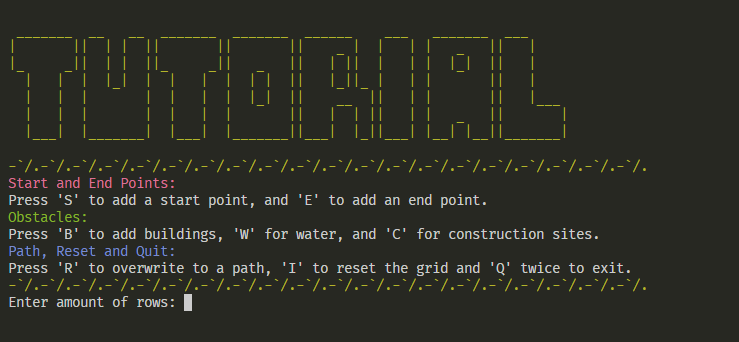 TUTORIAL
-`/.-`/.-`/.-`/.-`/.-`/.-`/.-`/.-`/.-`/.-`/.-`/.-`/.-`/.-`/.-`/.-`/.-`/.-`/.-`/.
Start and End Points:
Press 'S' to add a start point, and 'E' to add an end point.
Obstacles:
Press 'B' to add buildings, 'W' for water, and 'C' for construction sites.
Path, Reset and Quit:
Press 'R' to overwrite to a path, 'I' to reset the grid and 'Q' twice to exit.
-`/.-`/.-`/.-`/.-`/.-`/.-`/.-`/.-`/.-`/.-`/.-`/.-`/.-`/.-`/.-`/.-`/.-`/.-`/.-`/.
Enter amount of rows: